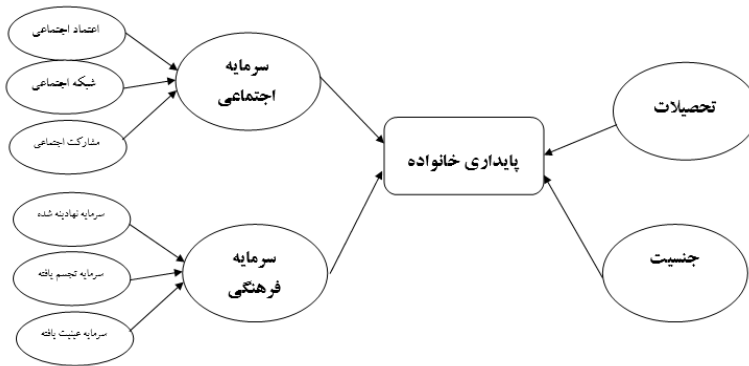 اعتماد اجتماعی
شبکه اجتماعی
مشارکت اجتماعی
سرمایه
اجتماعی
سرمایه نهادینه شده
سرمایه تجسم یافته
سرمایه عینیت یافته
سرمایه
فرهنگی
پایداری خانواده
تحصیلات
جنسیت